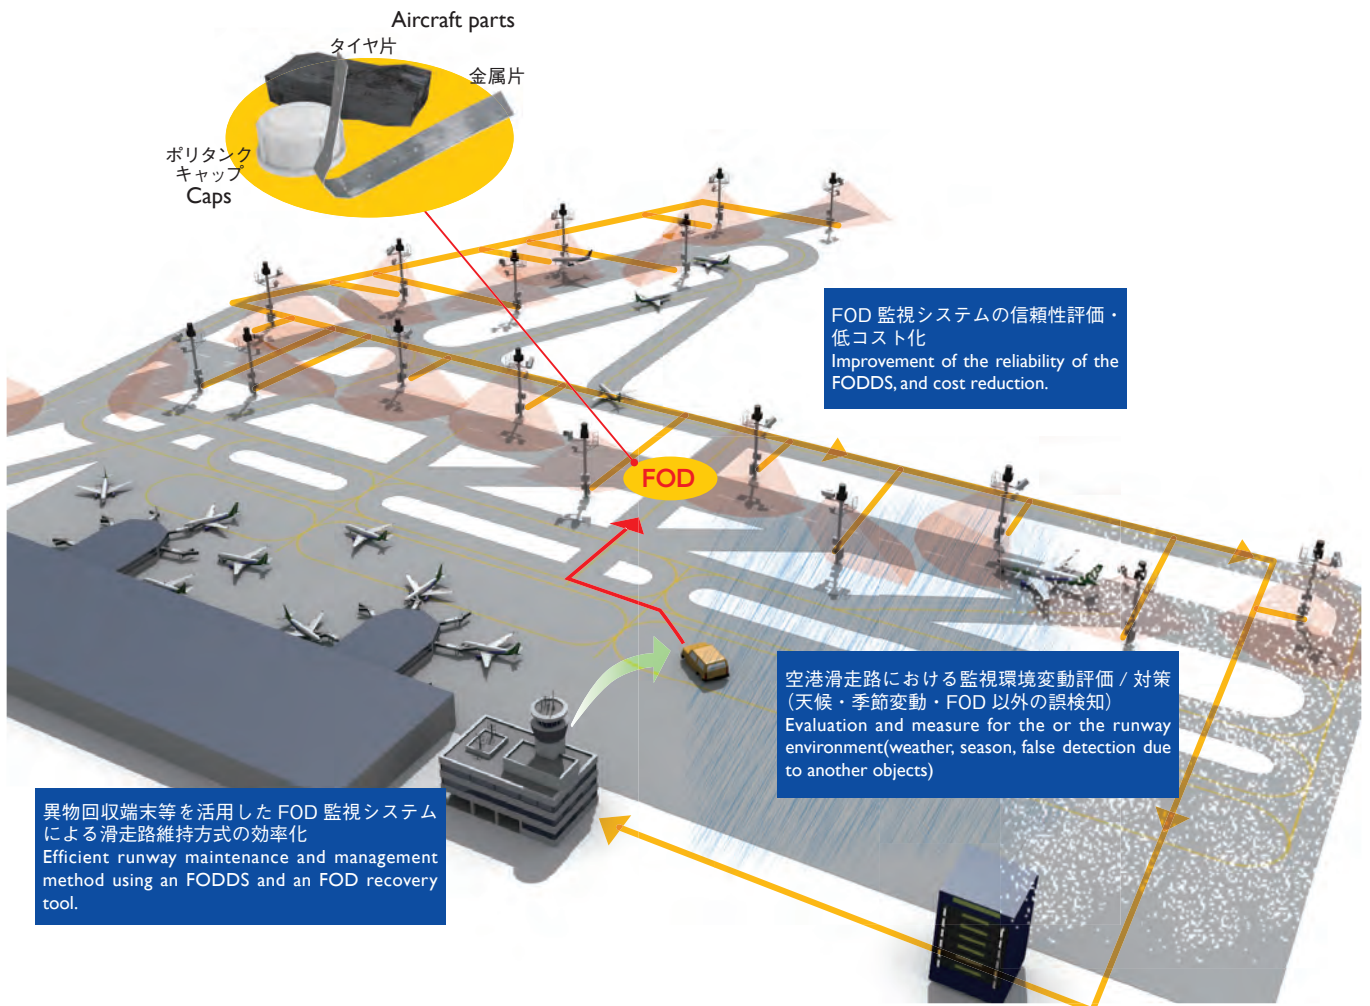 Aircraft parts
タイヤ片
金属片
ポリタンク
キャップ
Caps
FOD 監視システムの信頼性評価・
低コスト化
Improvement of the reliability of the
FODDS, and cost reduction.
FOD
空港滑走路における監視環境変動評価 / 対策
（天候・季節変動・FOD 以外の誤検知）
Evaluation and measure for the or the runway
environment(weather, season, false detection due
to another objects)
異物回収端末等を活用した FOD 監視システム
による滑走路維持方式の効率化
Efficient runway maintenance and management
method using an FODDS and an FOD recovery
tool.